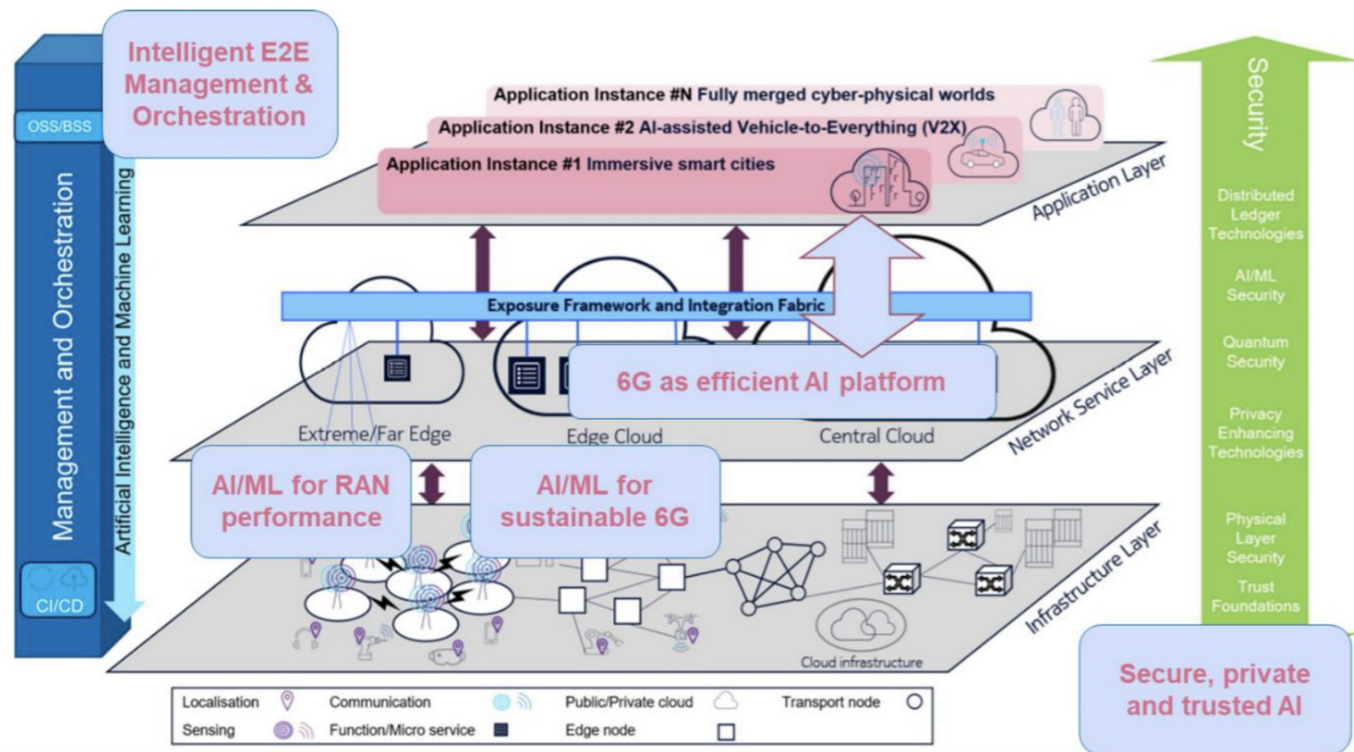 Intelligent E2E
Management &
Orchestration
OSS/BSS
Management and Orchestration
Artificial Intelligence and Machine Learning
CI/CD
Application Instance #N Fully merged cyber-physical worlds
Application Instance #2 AI-assisted Vehicle-to-Everything (V2X)
Application Instance #1 Immersive smart cities
Application Layer
Exposure Framework and Integration Fabric
6G as efficient AI platform
Extreme/Far Edge
Edge Cloud
Central Cloud
Network Service Layer
AI/ML for RAN
performance
AI/ML for
sustainable 6G
Infrastructure Layer
Cloud infrastructure
Security
Distributed
Ledger
Technologies
AI/ML
Security
Quantum
Security
Privacy
Enhancing
Technologies
Physical
Layer
Security
Trust
Foundations
Secure, private
and trusted AI
Localisation
Communication
Public/Private cloud
Transport node
Sensing
Function/Micro service
Edge node